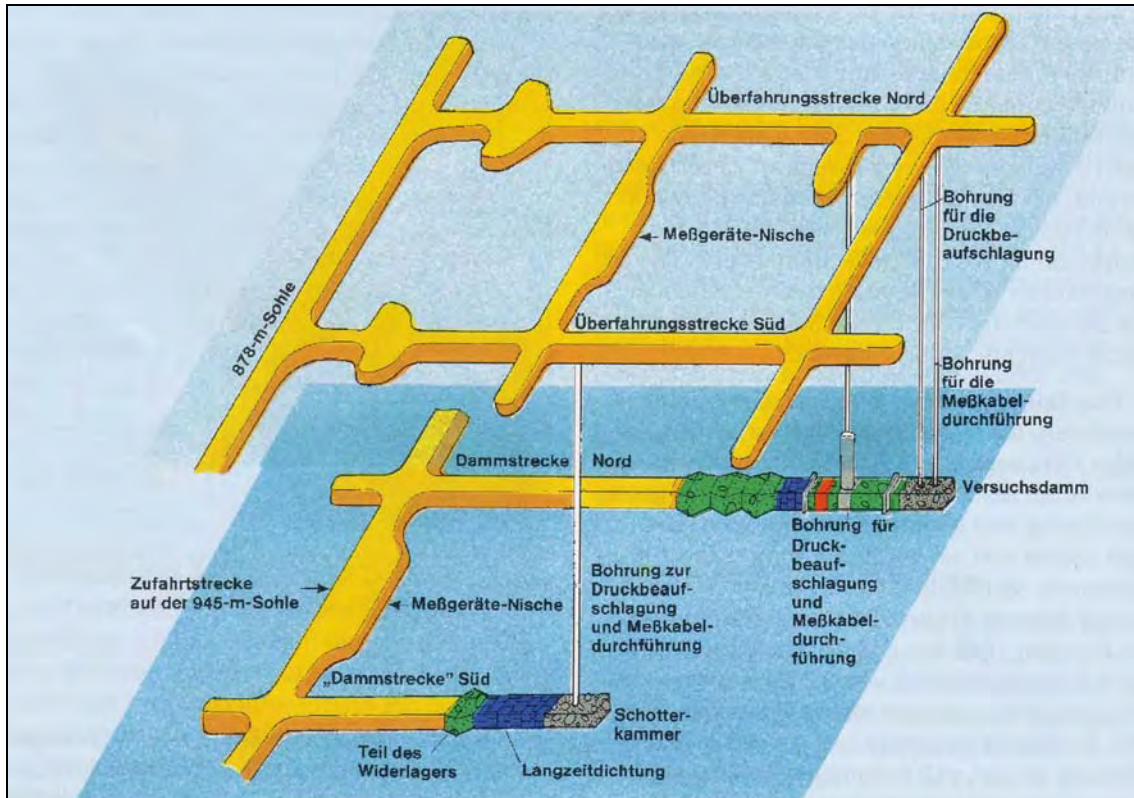 Überfahrungsstrecke Nord
Bohrung
für die
Druckbe-
aufschlagung
Meßgeräte-Nische
878-m-Sohle
Überfahrungsstrecke Süd
Bohrung
für die
Meßkabel-
durchführung
Dammstrecke Nord
Versuchsdamm
Bohrung für
Druck-
beauf-
schlagung
und
Meßkabel-
durch-
führung
Zufahrtstrecke
auf der 945-m-Sohle
Meßgeräte-Nische
Bohrung zur
Druckbeauf-
schlagung
und Meßkabel-
durchführung
„Dammstrecke” Süd
Schotter-
kammer
Teil des
Widerlagers
Langzeitdichtung